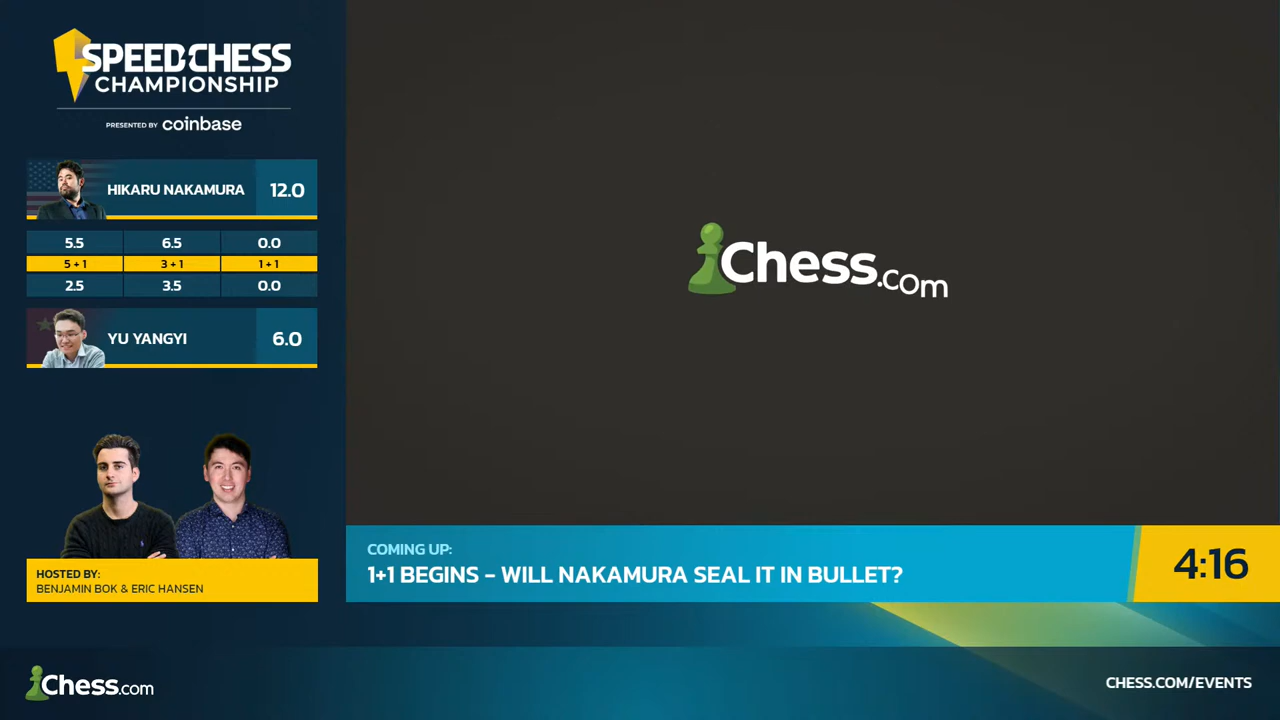 SPEED CHESS
CHAMPIONSHIP
PRESENTED BY coinbase
HIKARU NAKAMURA 12.0
5.5 6.5 0.0
5 + 1 3 + 1 1 + 1
2.5 3.5 0.0
YU YANGYI 6.0
HOSTED BY:
BENJAMIN BOK & ERIC HANSEN
Chess.com
COMING UP:
1+1 BEGINS - WILL NAKAMURA SEAL IT IN BULLET?
4:16
Chess.com
CHESS.COM/EVENTS